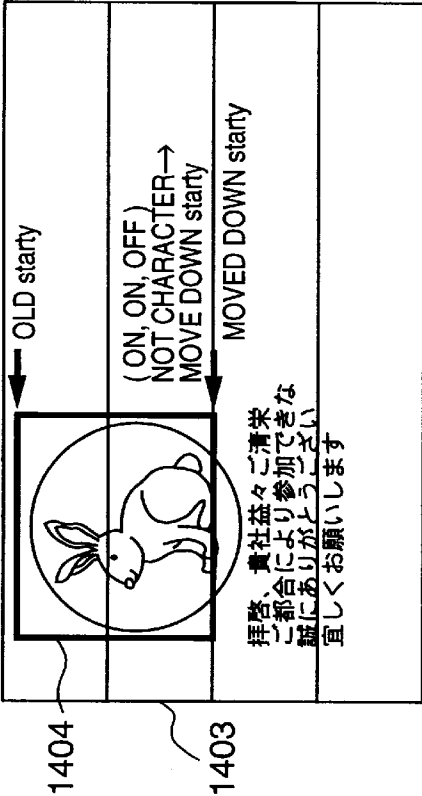 OLD starty
( ON, ON, OFF )
NOT CHARACTER→
MOVE DOWN starty
MOVED DOWN starty
拝啓、貴社益々ご清栄
ご都合により参加できな
誠にありがとうござい
宜しくお願いします
1404
1403